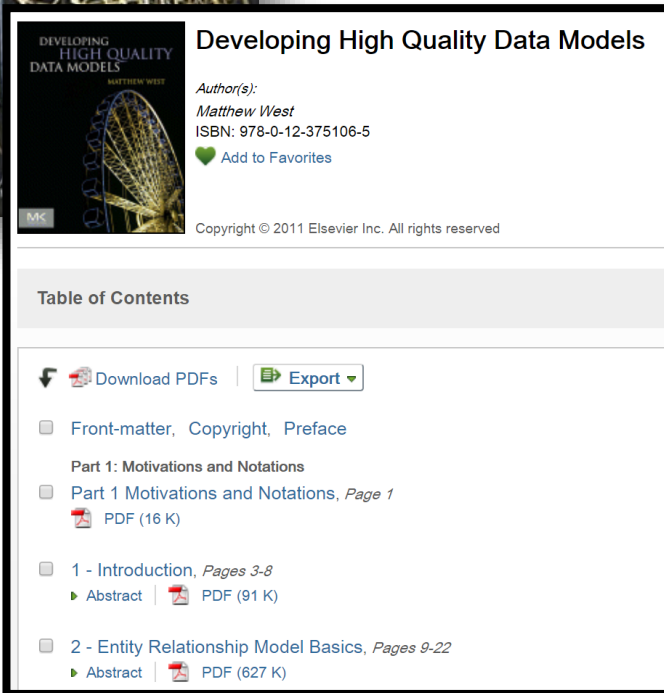 DEVELOPING
HIGH QUALITY
DATA MODELS
MATTHEW WEST
MK
Developing High Quality Data Models
Author(s):
Matthew West
ISBN: 978-0-12-375106-5
Add to Favorites
Copyright © 2011 Elsevier Inc. All rights reserved
Table of Contents
Download PDFs Export
Front-matter, Copyright, Preface
Part 1: Motivations and Notations
Part 1 Motivations and Notations, Page 1
PDF (16 K)
1 - Introduction, Pages 3-8
Abstract PDF (91 K)
2 - Entity Relationship Model Basics, Pages 9-22
Abstract PDF (627 K)